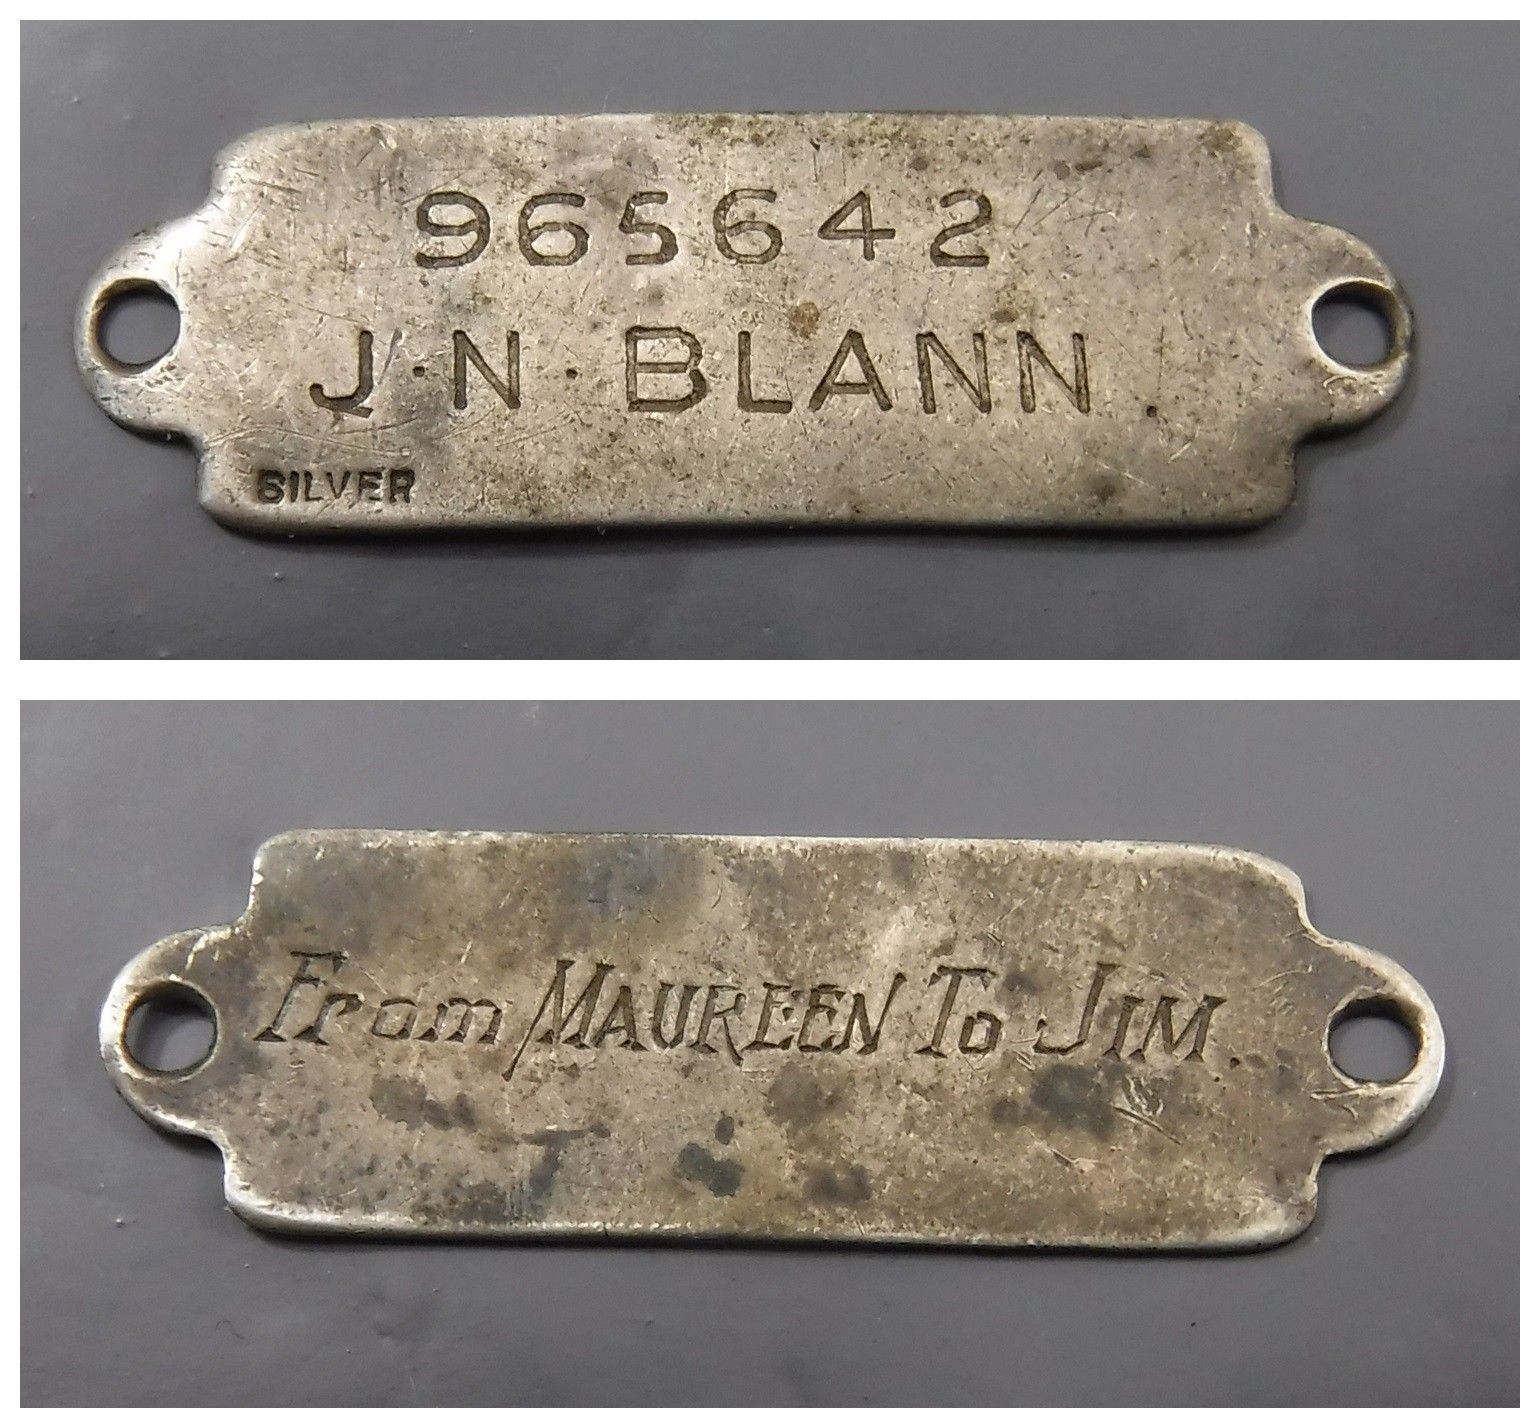 965642
J.N. BLANN.
SILVER
From MAUREEN To JIM.